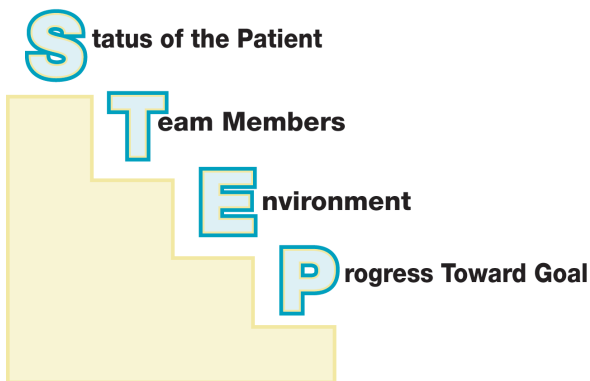 Status of the Patient
Team Members
Environment
Progress Toward Goal